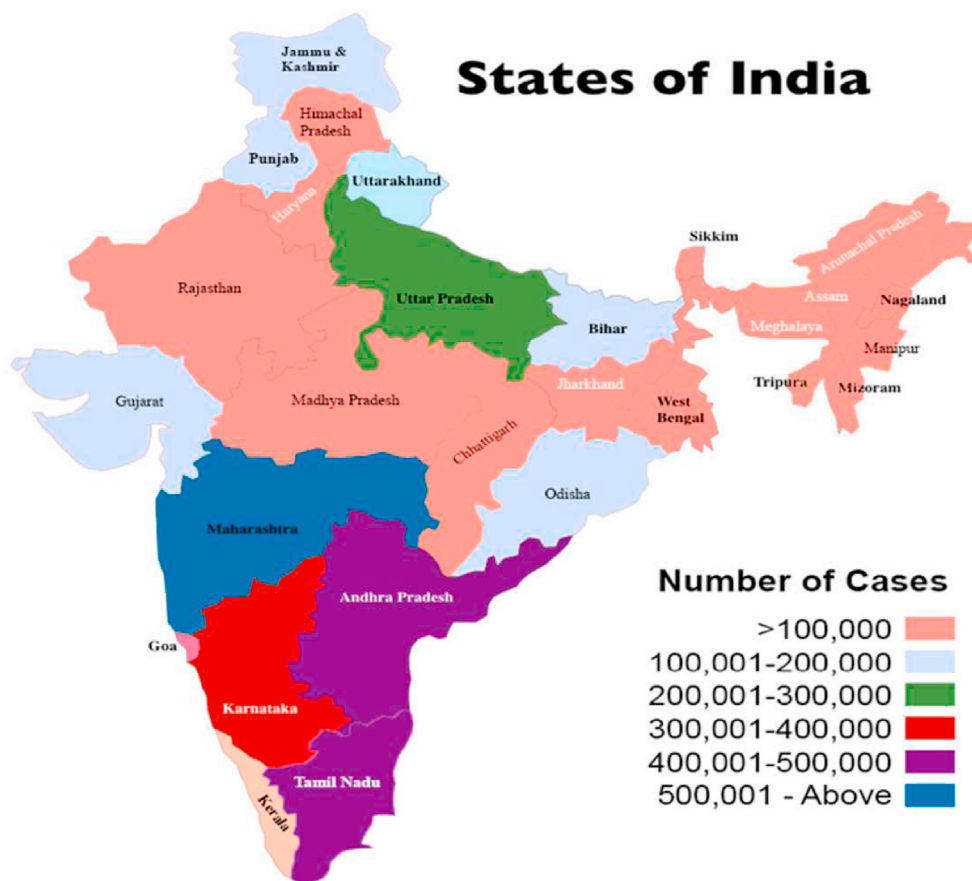 States of India
Jammu &
Kashmir
Himachal
Pradesh
Punjab
Uttarakhand
Haryana
Sikkim
Arunachal Pradesh
Rajasthan
Uttar Pradesh
Assam
Nagaland
Bihar
Meghalaya
Manipur
Jharkhand
Tripura
Mizoram
Gujarat
Madhya Pradesh
West
Bengal
Chhattigarh
Odisha
Maharashtra
Andhra Pradesh
Goa
Karnataka
Tamil Nadu
Kerala
Number of Cases
>100,000
100,001-200,000
200,001-300,000
300,001-400,000
400,001-500,000
500,001 - Above